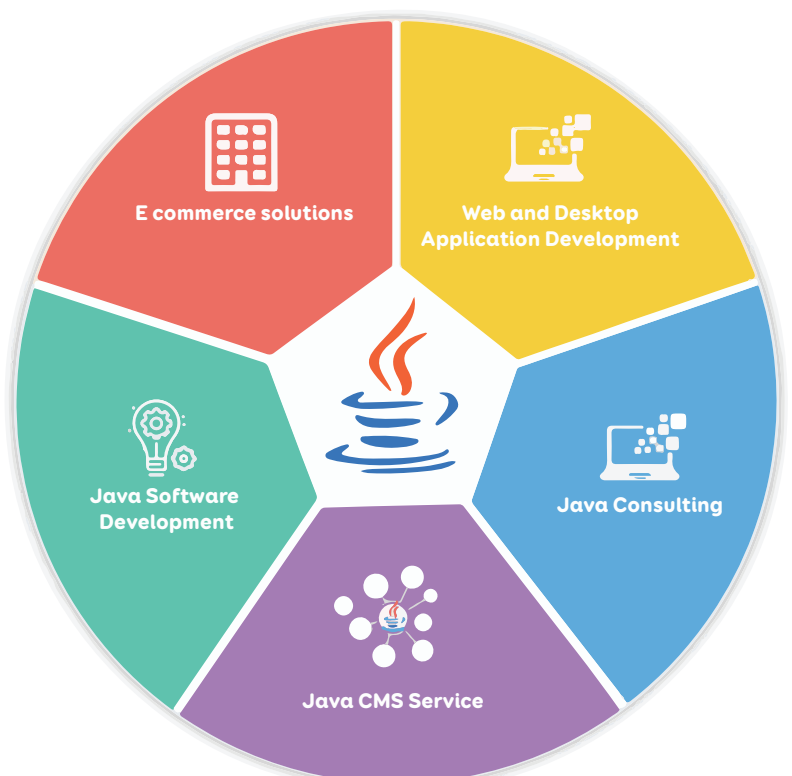 E commerce solutions
Web and Desktop
Application Development
Java Software
Development
Java Consulting
Java CMS Service